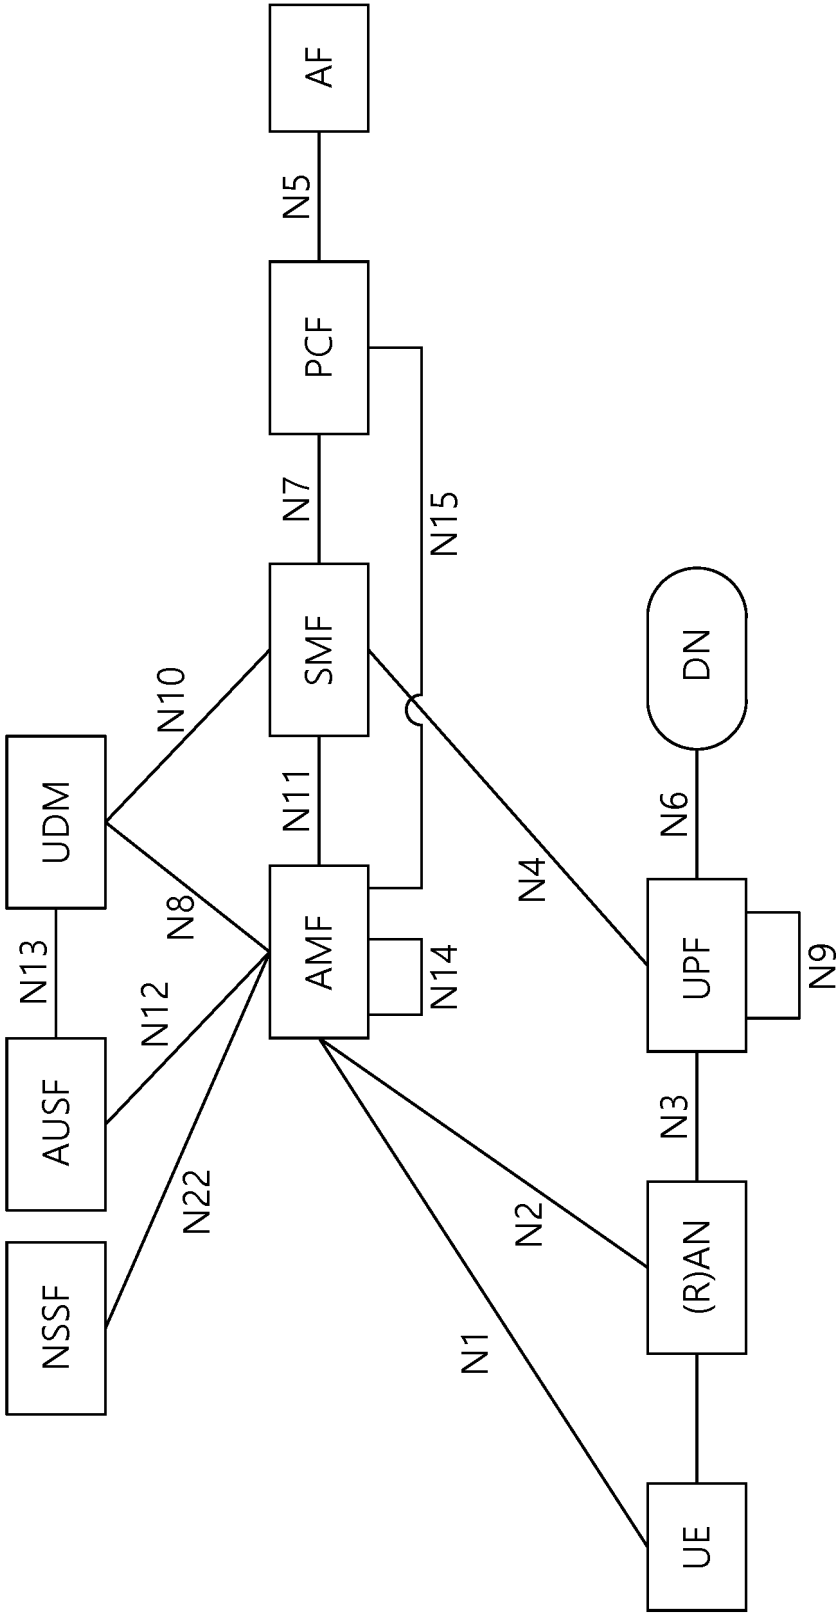 NSSF
AUSF
N13
UDM
N22
N12
N8
N10
AMF
N11
SMF
N7
PCF
N5
AF
N14
N15
N1
N2
N4
UE
(R)AN
N3
UPF
N6
DN
N9